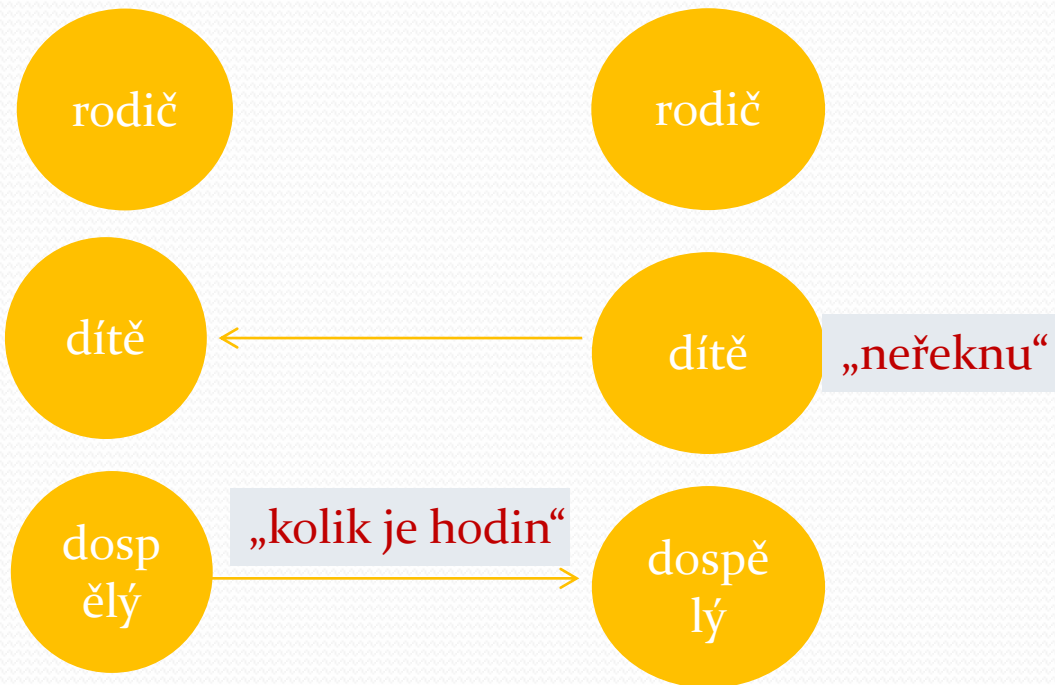 rodič
rodič
dítě
dítě
„neřeknu“
dosp
ělý
„kolik je hodin“
dospě
lý